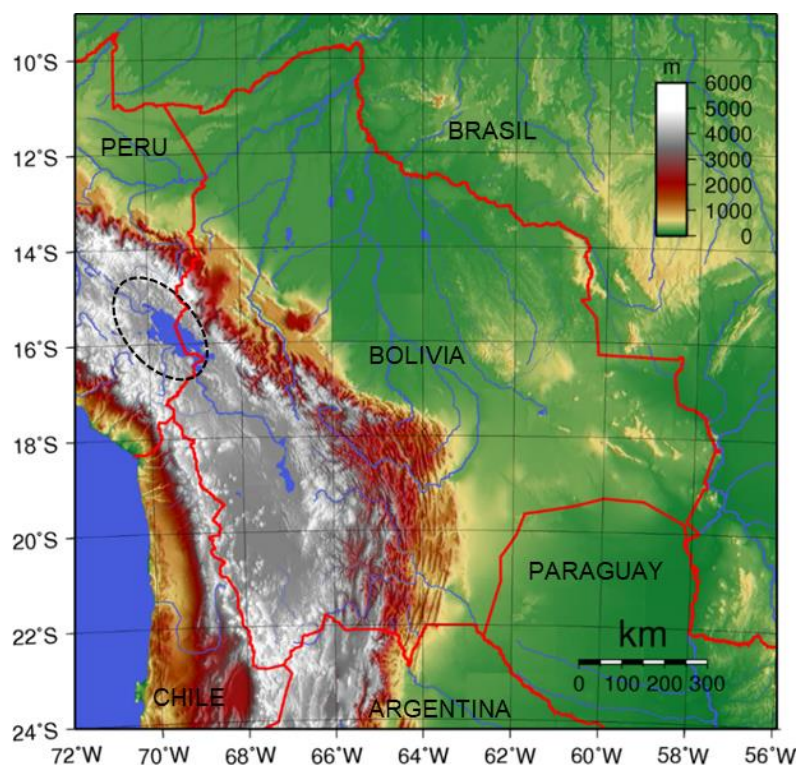 10°S
m
6000
5000
4000
3000
2000
1000
0
BRASIL
PERU
12°S
14°S
16°S
BOLIVIA
18°S
20°S
PARAGUAY
22°S
km
0 100 200 300
CHILE
ARGENTINA
24°S
72°W 70°W 68°W 66°W 64°W 62°W 60°W 58°W 56°W